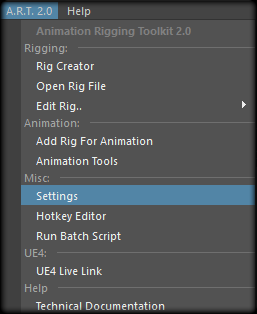 A.R.T. 2.0 Help
Animation Rigging Toolkit 2.0
Rigging:
Rig Creator
Open Rig File
Edit Rig..
Animation:
Add Rig For Animation
Animation Tools
Misc:
Settings
Hotkey Editor
Run Batch Script
UE4:
UE4 Live Link
Help
Technical Documentation